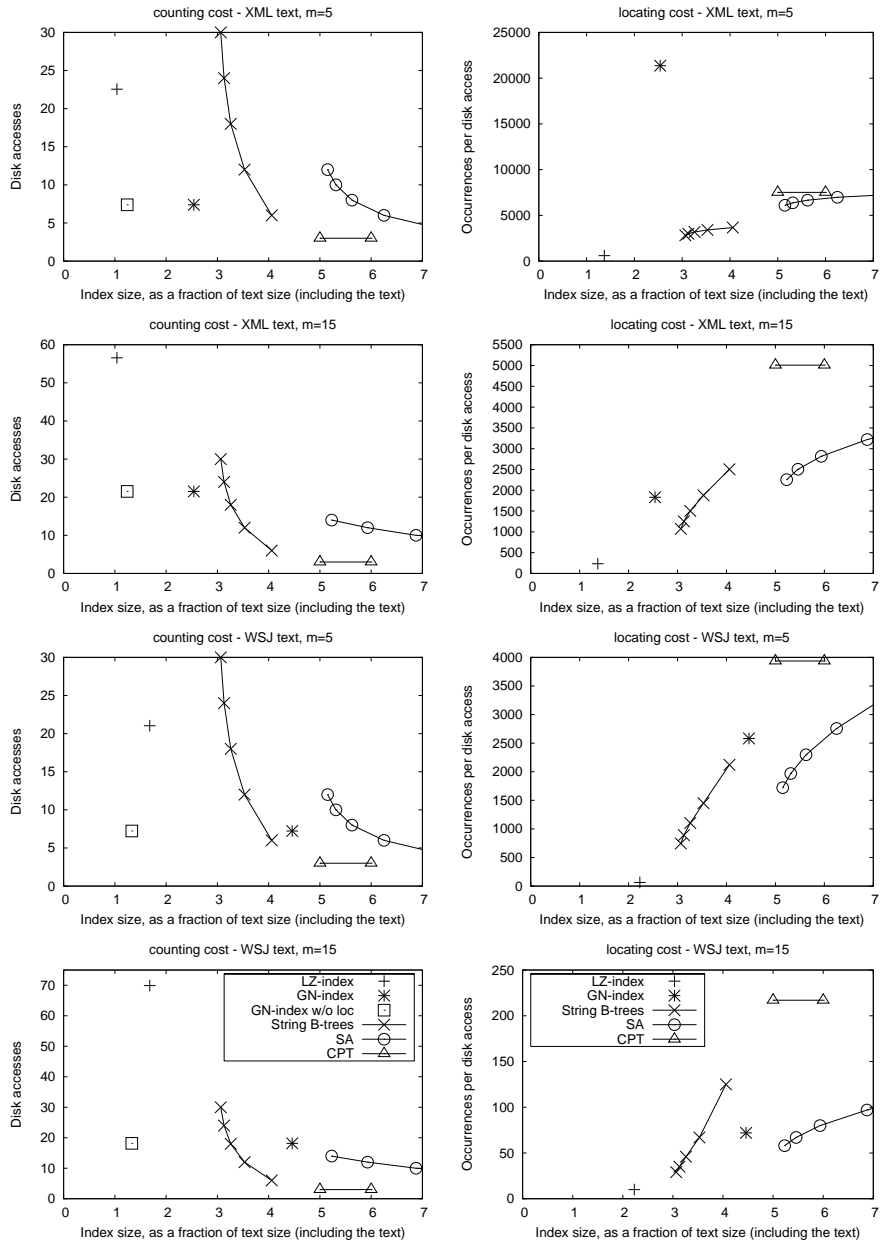 counting cost - XML text, m=5
Disk accesses
30
25
20
15
10
5
0
0 1 2 3 4 5 6 7
Index size, as a fraction of text size (including the text)
locating cost - XML text, m=5
Occurrences per disk access
25000
20000
15000
10000
5000
0
0 1 2 3 4 5 6 7
Index size, as a fraction of text size (including the text)
counting cost - XML text, m=15
Disk accesses
60
50
40
30
20
10
0
0 1 2 3 4 5 6 7
Index size, as a fraction of text size (including the text)
locating cost - XML text, m=15
Occurrences per disk access
5500
5000
4500
4000
3500
3000
2500
2000
1500
1000
500
0
0 1 2 3 4 5 6 7
Index size, as a fraction of text size (including the text)
counting cost - WSJ text, m=5
Disk accesses
30
25
20
15
10
5
0
0 1 2 3 4 5 6 7
Index size, as a fraction of text size (including the text)
locating cost - WSJ text, m=5
Occurrences per disk access
4000
3500
3000
2500
2000
1500
1000
500
0
0 1 2 3 4 5 6 7
Index size, as a fraction of text size (including the text)
counting cost - WSJ text, m=15
Disk accesses
70
60
50
40
30
20
10
0
LZ-index
GN-index
GN-index w/o loc
String B-trees
SA
CPT
0 1 2 3 4 5 6 7
Index size, as a fraction of text size (including the text)
locating cost - WSJ text, m=15
Occurrences per disk access
250
200
150
100
50
0
LZ-index
GN-index
String B-trees
SA
CPT
0 1 2 3 4 5 6 7
Index size, as a fraction of text size (including the text)